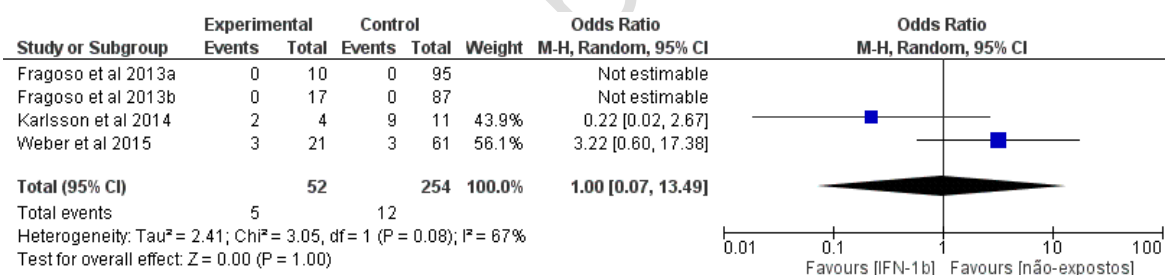 Experimental Control Odds Ratio Odds Ratio
Study or Subgroup Events Total Events Total Weight M-H, Random, 95% CI M-H, Random, 95% CI
Fragoso et al 2013a 0 10 0 95 Not estimable
Fragoso et al 2013b 0 17 0 87 Not estimable
Karlsson et al 2014 2 4 9 11 43.9% 0.22 [0.02, 2.67]
Weber et al 2015 3 21 3 61 56.1% 3.22 [0.60, 17.38]
Total (95% CI) 52 254 100.0% 1.00 [0.07, 13.49]
Total events 5 12
Heterogeneity: Tau² = 2.41; Chi² = 3.05, df = 1 (P = 0.08); I² = 67%
Test for overall effect: Z = 0.00 (P = 1.00)
0.01 0.1 1 10 100
Favours [IFN-1b] Favours [não-expostos]